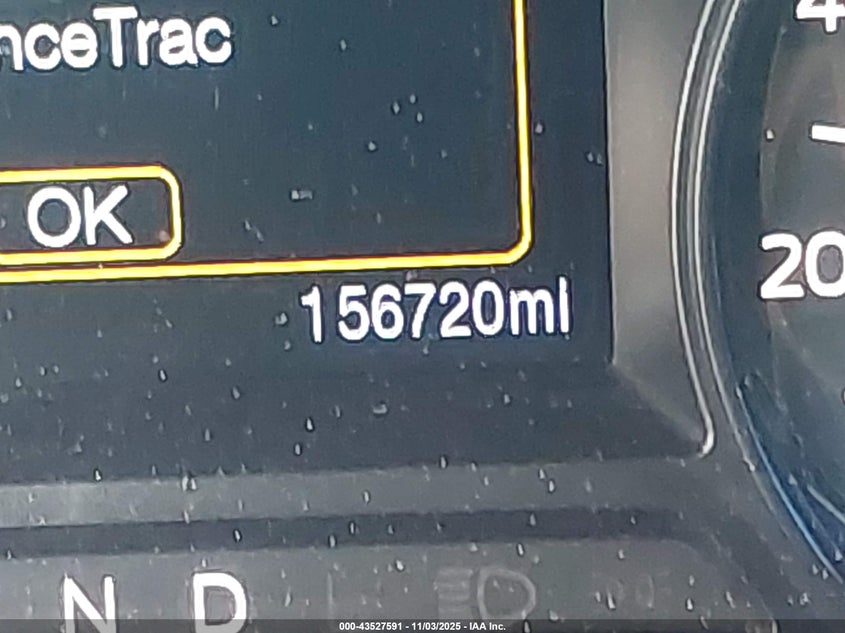 nceTrac
OK
156720mi
20
N D
000-43527591 - 11/03/2025 - IAA Inc.